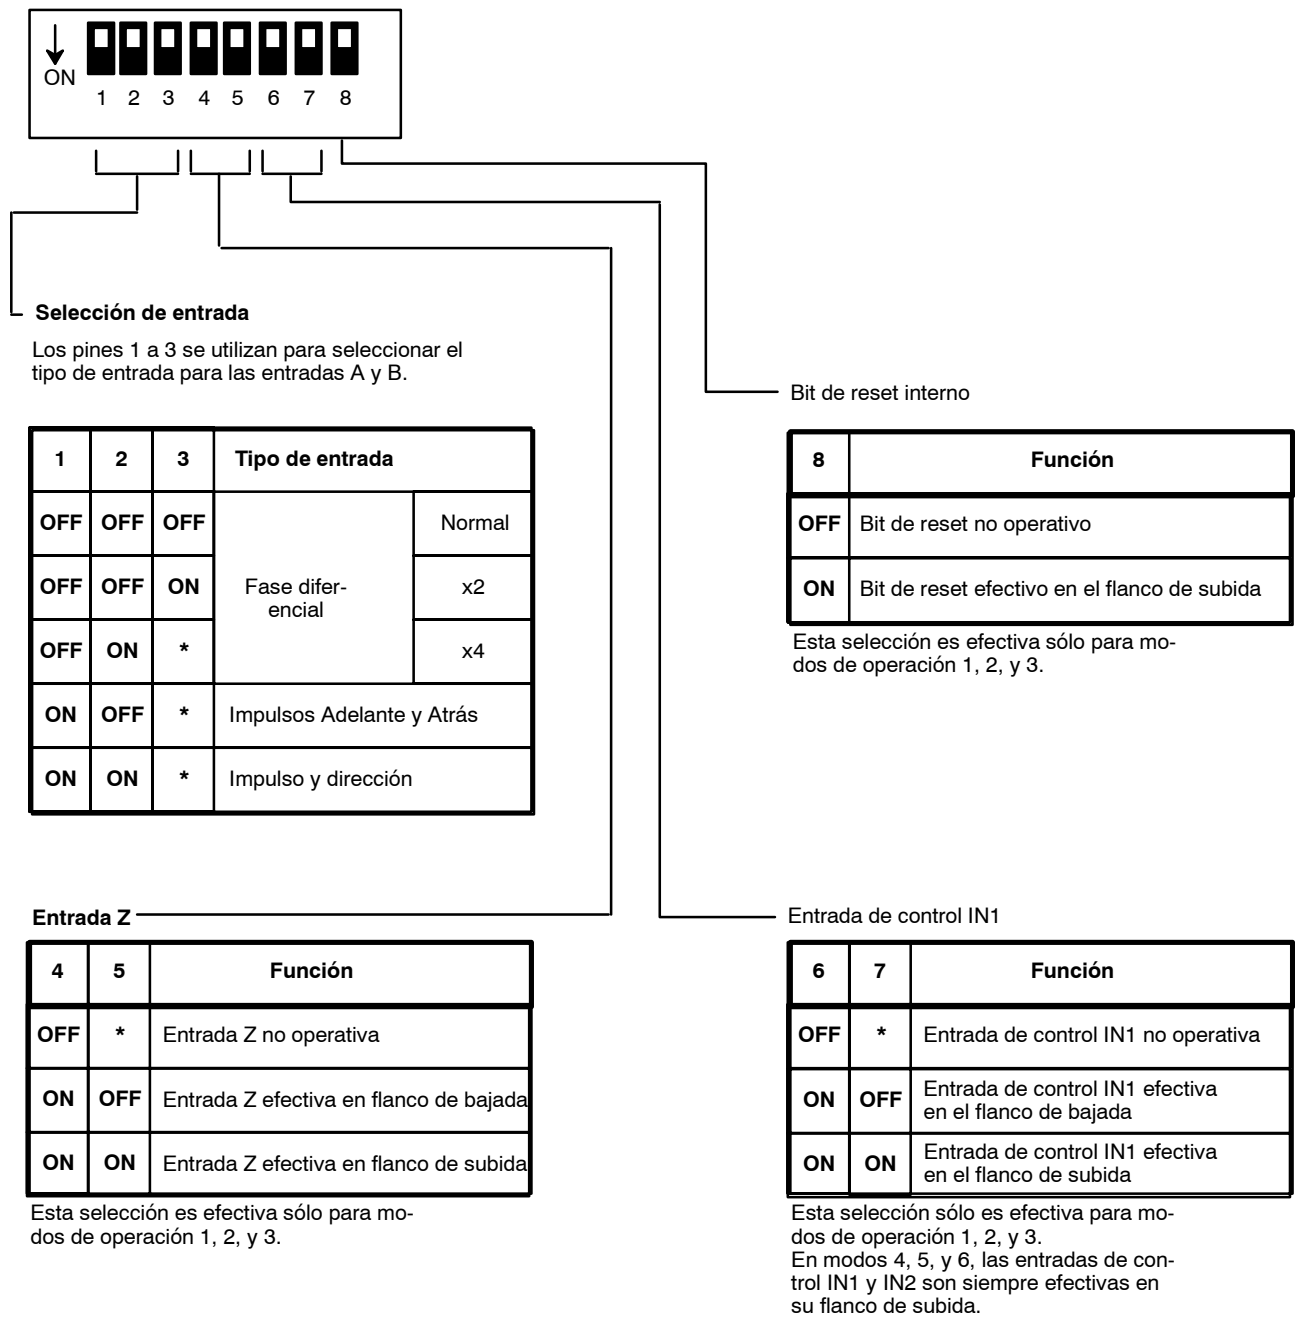 ON
1 2 3 4 5 6 7 8
Selección de entrada
Los pines 1 a 3 se utilizan para seleccionar el
tipo de entrada para las entradas A y B.
1 2 3 Tipo de entrada
OFF OFF OFF Normal
OFF OFF ON Fase difer-
encial x2
OFF ON * x4
ON OFF * Impulsos Adelante y Atrás
ON ON * Impulso y dirección
Bit de reset interno
8 Función
OFF Bit de reset no operativo
ON Bit de reset efectivo en el flanco de subida
Esta selección es efectiva sólo para mo-
dos de operación 1, 2, y 3.
Entrada Z
4 5 Función
OFF * Entrada Z no operativa
ON OFF Entrada Z efectiva en flanco de bajada
ON ON Entrada Z efectiva en flanco de subida
Esta selección es efectiva sólo para mo-
dos de operación 1, 2, y 3.
Entrada de control IN1
6 7 Función
OFF * Entrada de control IN1 no operativa
ON OFF Entrada de control IN1 efectiva
en el flanco de bajada
ON ON Entrada de control IN1 efectiva
en el flanco de subida
Esta selección sólo es efectiva para mo-
dos de operación 1, 2, y 3.
En modos 4, 5, y 6, las entradas de con-
trol IN1 y IN2 son siempre efectivas en
su flanco de subida.